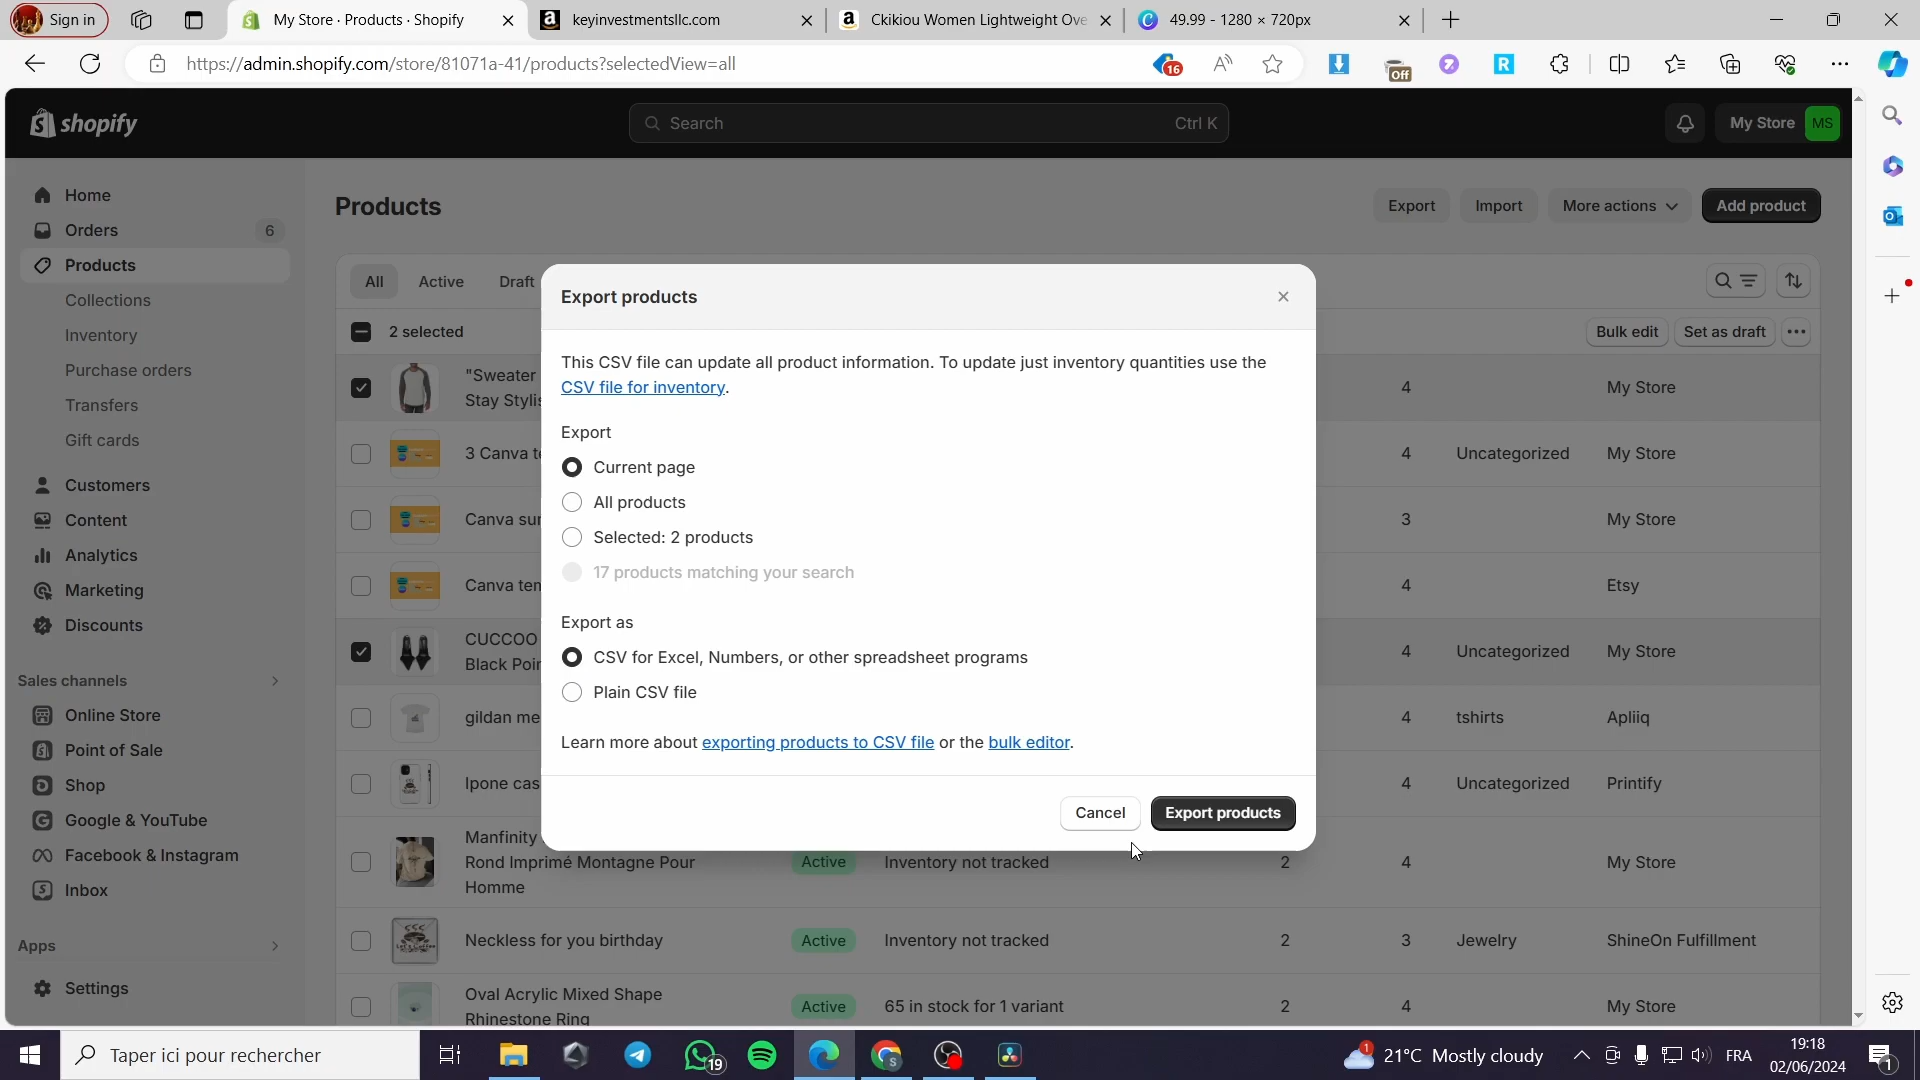 Sign in
My Store · Products · Shopify
keyinvestmentsllc.com
Ckikiou Women Lightweight Ove
49.99 - 1280 × 720px
https://admin.shopify.com/store/81071a-41/products?selectedView=all
16
Off
shopify
Search
Ctrl K
My Store
MS
Home
Orders
6
Products
Collections
Inventory
Purchase orders
Transfers
Gift cards
Customers
Content
Analytics
Marketing
Discounts
Sales channels
Online Store
Point of Sale
Shop
Google & YouTube
Facebook & Instagram
Inbox
Apps
Settings
Products
Export
Import
More actions
Add product
All
Active
Draft
2 selected
Bulk edit
Set as draft
"Sweater
Stay Stylis
4
My Store
3 Canva te
4
Uncategorized
My Store
Canva sur
3
My Store
Canva tem
4
Etsy
CUCCOO
Black Poin
4
Uncategorized
My Store
gildan me
4
tshirts
Apliiq
Ipone cas
4
Uncategorized
Printify
Manfinity
Rond Imprimé Montagne Pour
Homme
Active
Inventory not tracked
2
4
My Store
Neckless for you birthday
Active
Inventory not tracked
2
3
Jewelry
ShineOn Fulfillment
Oval Acrylic Mixed Shape
Rhinestone Ring
Active
65 in stock for 1 variant
2
4
My Store
Export products
This CSV file can update all product information. To update just inventory quantities use the
CSV file for inventory.
Export
Current page
All products
Selected: 2 products
17 products matching your search
Export as
CSV for Excel, Numbers, or other spreadsheet programs
Plain CSV file
Learn more about exporting products to CSV file or the bulk editor.
Cancel
Export products
Taper ici pour rechercher
19
1
21°C Mostly cloudy
FRA
19:18
02/06/2024
1